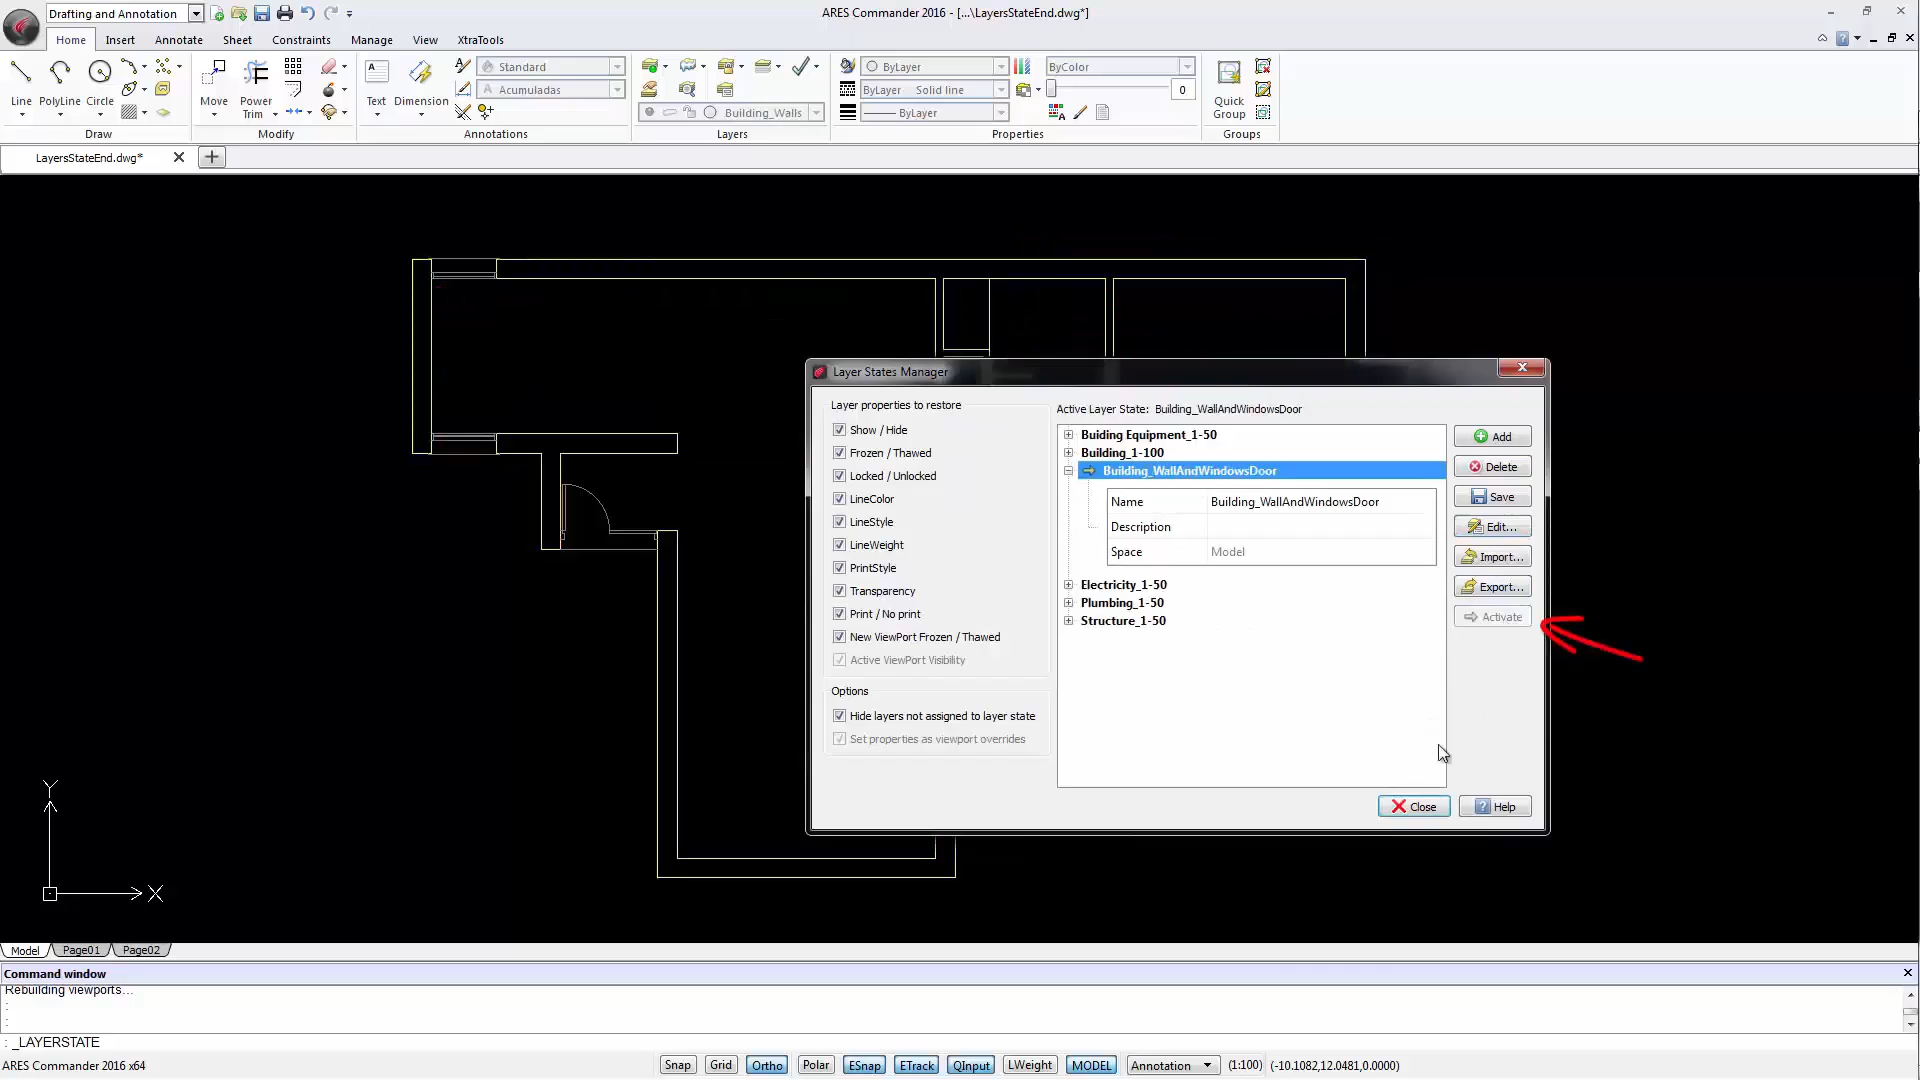 Drafting and Annotation
ARES Commander 2016 - [...\LayersStateEnd.dwg*]
Home Insert Annotate Sheet Constraints Manage View XtraTools
Standard
ByLayer
ByColor
Acumuladas
ByLayer Solid line
0
Line PolyLine Circle
Move Power Trim
Text Dimension
Building_Walls
ByLayer
Quick Group
Draw Modify Annotations Layers Properties Groups
LayersStateEnd.dwg*
Layer States Manager
Layer properties to restore
Show / Hide
Frozen / Thawed
Locked / Unlocked
LineColor
LineStyle
LineWeight
PrintStyle
Transparency
Print / No print
New ViewPort Frozen / Thawed
Active ViewPort Visibility
Options
Hide layers not assigned to layer state
Set properties as viewport overrides
Active Layer State: Building_WallAndWindowsDoor
Buiding Equipment_1-50
Building_1-100
Building_WallAndWindowsDoor
Name Building_WallAndWindowsDoor
Description
Space Model
Electricity_1-50
Plumbing_1-50
Structure_1-50
Add
Delete
Save
Edit...
Import...
Export...
Activate
Close Help
Y
X
Model Page01 Page02
Command window
Rebuilding viewports...
:
:
: _LAYERSTATE
ARES Commander 2016 x64
Snap Grid Ortho Polar ESnap ETrack QInput LWeight MODEL Annotation (1:100) (-10.1082,12.0481,0.0000)